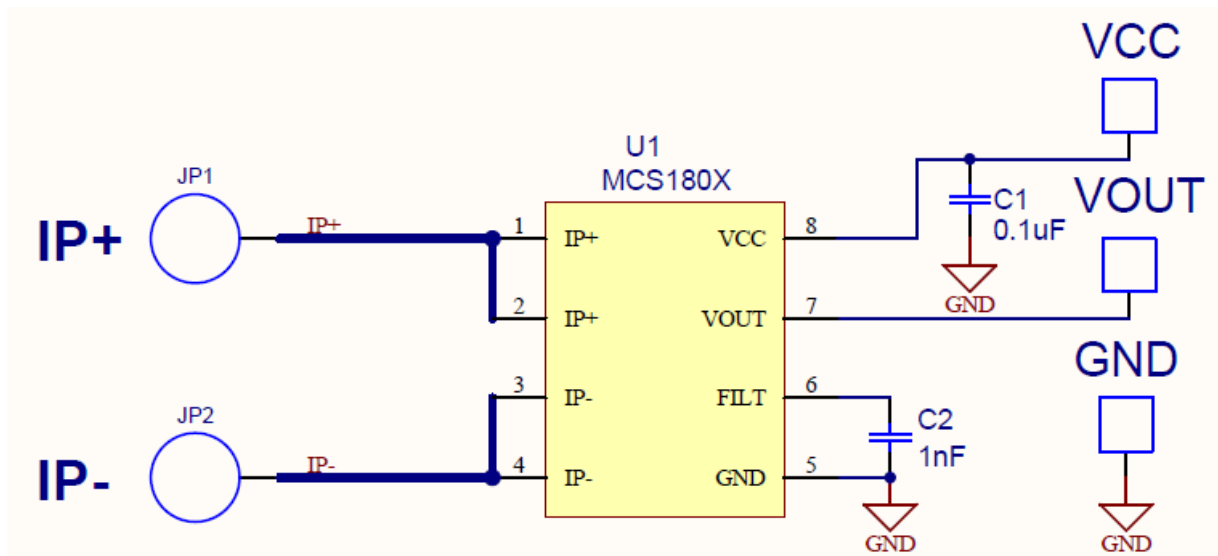 VCC
U1
MCS180X
JP1
IP+
IP+
1
IP+
VCC
8
C1
0.1uF
VOUT
GND
2
IP+
VOUT
7
GND
3
IP-
FILT
6
JP2
C2
1nF
IP-
IP-
4
IP-
GND
5
GND
GND